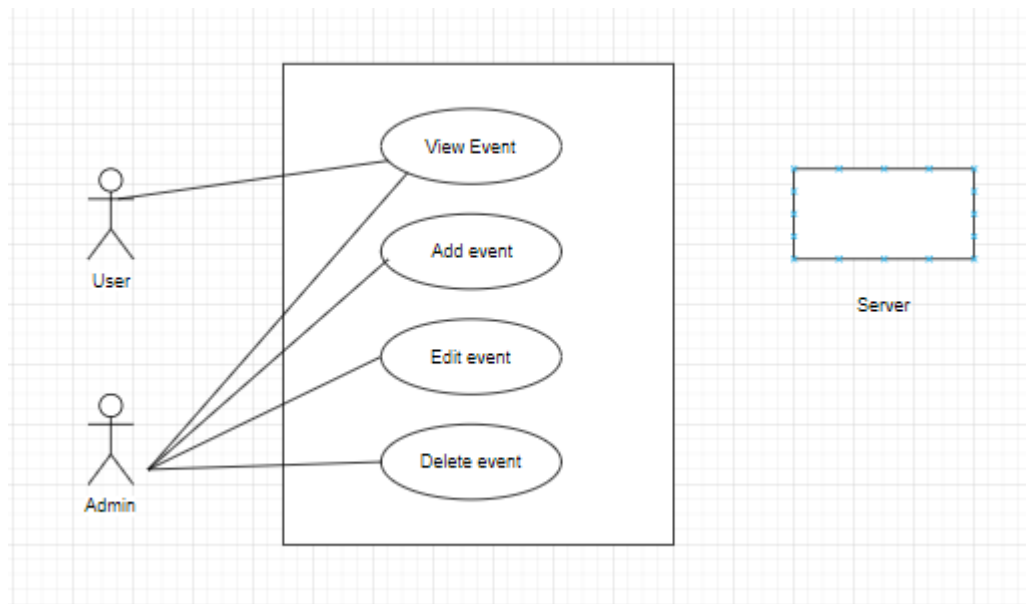 View Event
Add event
User
Server
Edit event
Delete event
Admin